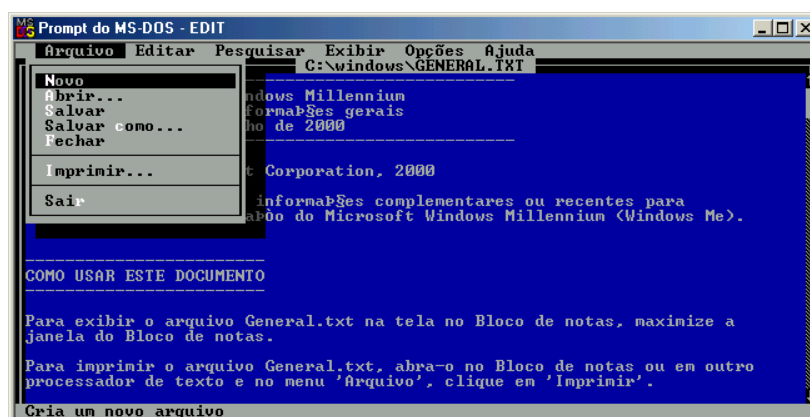 Prompt do MS-DOS - EDIT
Arquivo Editar Pesquisar Exibir Opções Ajuda
C:\windows\GENERAL.TXT
Novo
Abrir...
Salvar
Salvar como...
Fechar
Imprimir...
Sair
ndows Millennium
formaÞ§es gerais
ho de 2000
t Corporation, 2000
informaÞ§es complementares ou recentes para
aÞòo do Microsoft Windows Millennium (Windows Me).
COMO USAR ESTE DOCUMENTO
Para exibir o arquivo General.txt na tela no Bloco de notas, maximize a
janela do Bloco de notas.
Para imprimir o arquivo General.txt, abra-o no Bloco de notas ou em outro
processador de texto e no menu 'Arquivo', clique em 'Imprimir'.
Cria um novo arquivo